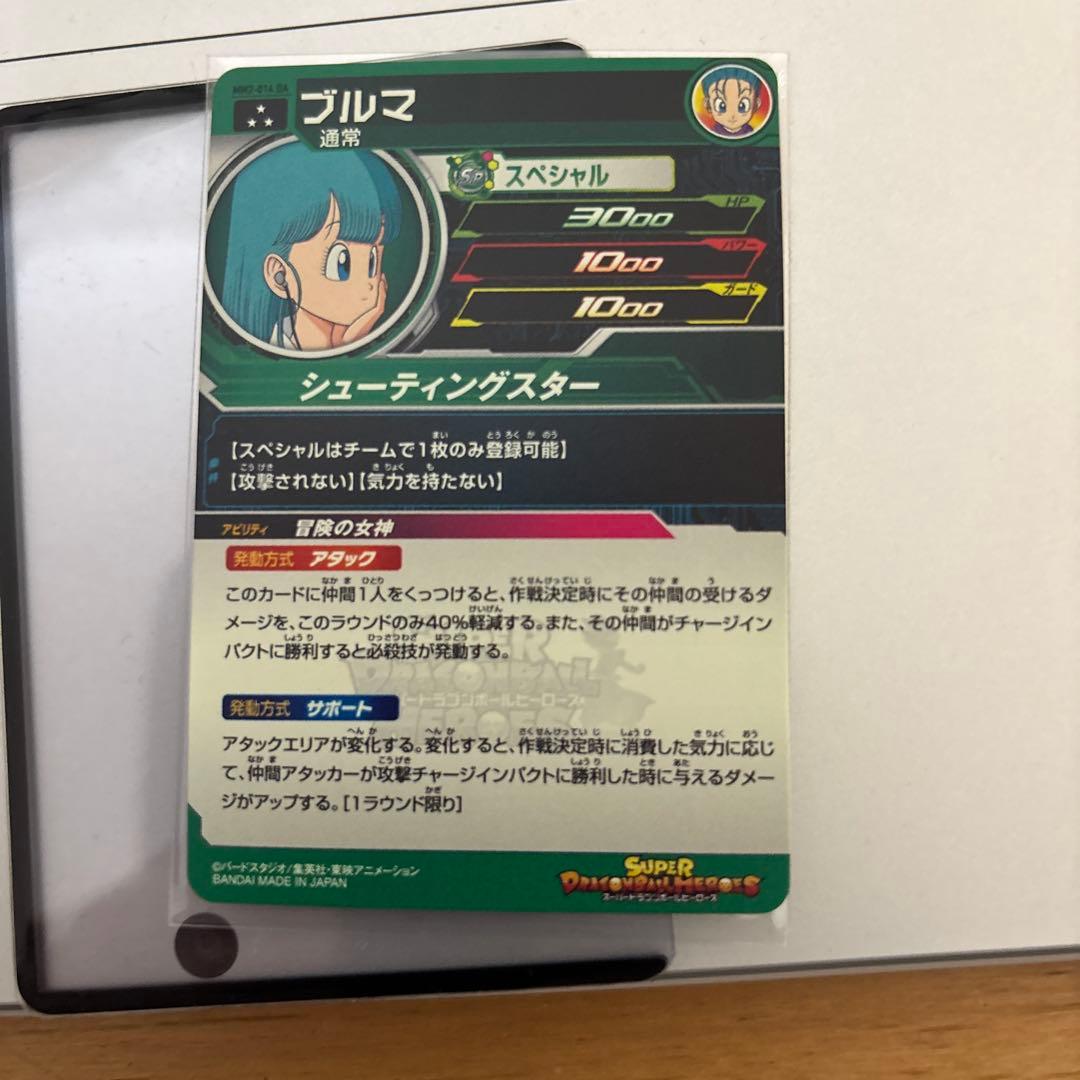 MM2-014 DA
ブルマ
通常
SP スペシャル
HP
3000
パワー
1000
ガード
1000
シューティングスター
条件
【スペシャルはチームで1枚のみ登録可能】
【攻撃されない】【気力を持たない】
アビリティ 冒険の女神
発動方式 アタック
このカードに仲間1人をくっつけると、作戦決定時にその仲間の受けるダ
メージを、このラウンドのみ40%軽減する。また、その仲間がチャージイン
パクトに勝利すると必殺技が発動する。
発動方式 サポート
アタックエリアが変化する。変化すると、作戦決定時に消費した気力に応じ
て、仲間アタッカーが攻撃チャージインパクトに勝利した時に与えるダメー
ジがアップする。[1ラウンド限り]
©バードスタジオ/集英社・東映アニメーション
BANDAI MADE IN JAPAN
SUPER
DRAGONBALL HEROES
スーパードラゴンボールヒーローズ